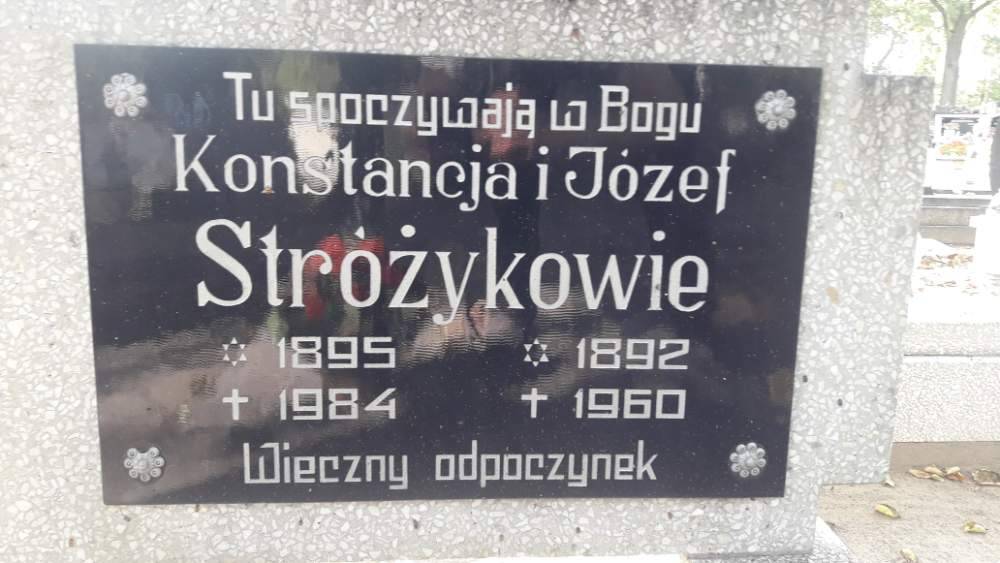 Tu spoczywają w Bogu
Konstancja i Józef
Stróżykowie
✡ 1895 ✡ 1892
✝ 1984 ✝ 1960
Wieczny odpoczynek